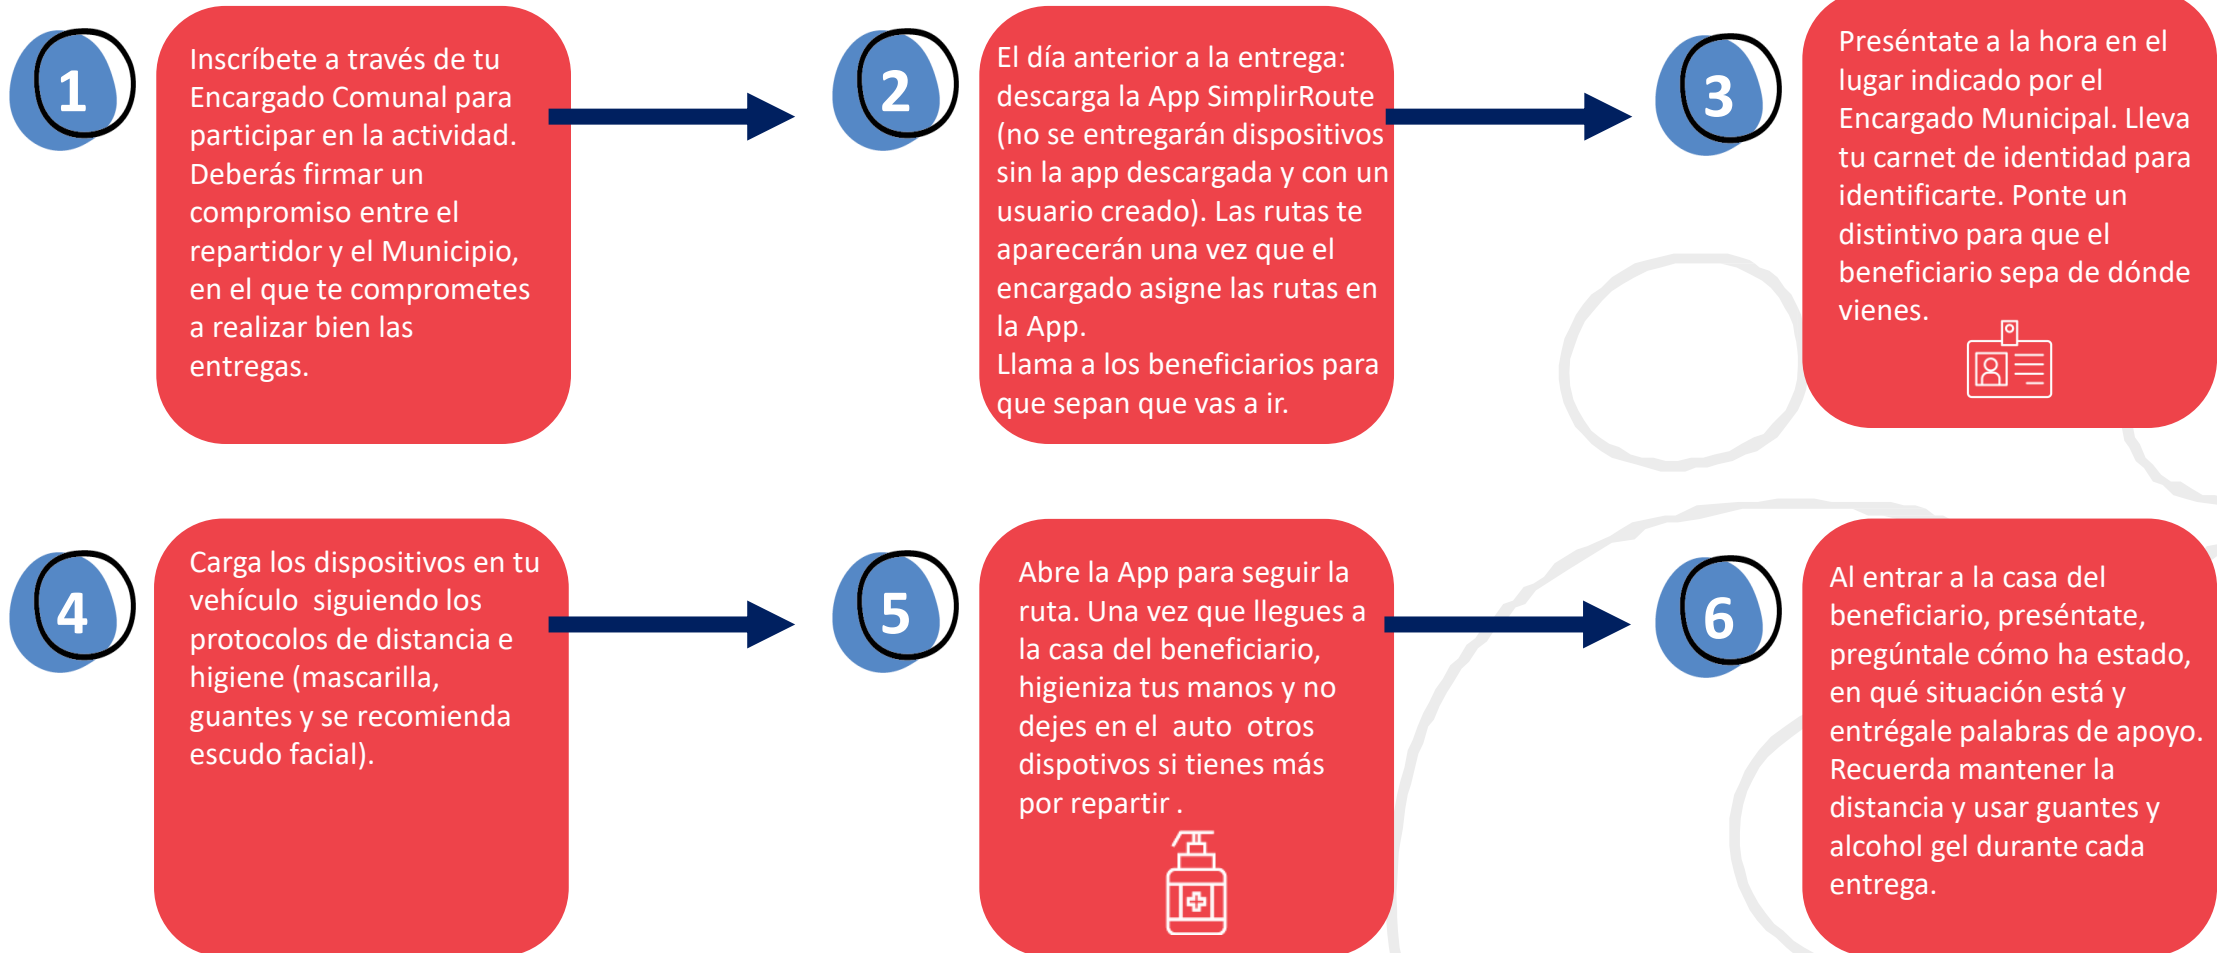 1
Inscríbete a través de tu
Encargado Comunal para
participar en la actividad.
Deberás firmar un
compromiso entre el
repartidor y el Municipio,
en el que te comprometes
a realizar bien las
entregas.
2
El día anterior a la entrega:
descarga la App SimplirRoute
(no se entregarán dispositivos
sin la app descargada y con un
usuario creado). Las rutas te
aparecerán una vez que el
encargado asigne las rutas en
la App.
Llama a los beneficiarios para
que sepan que vas a ir.
3
Preséntate a la hora en el
lugar indicado por el
Encargado Municipal. Lleva
tu carnet de identidad para
identificarte. Ponte un
distintivo para que el
beneficiario sepa de dónde
vienes.
4
Carga los dispositivos en tu
vehículo siguiendo los
protocolos de distancia e
higiene (mascarilla,
guantes y se recomienda
escudo facial).
5
Abre la App para seguir la
ruta. Una vez que llegues a
la casa del beneficiario,
higieniza tus manos y no
dejes en el auto otros
dispotivos si tienes más
por repartir .
6
Al entrar a la casa del
beneficiario, preséntate,
pregúntale cómo ha estado,
en qué situación está y
entrégale palabras de apoyo.
Recuerda mantener la
distancia y usar guantes y
alcohol gel durante cada
entrega.